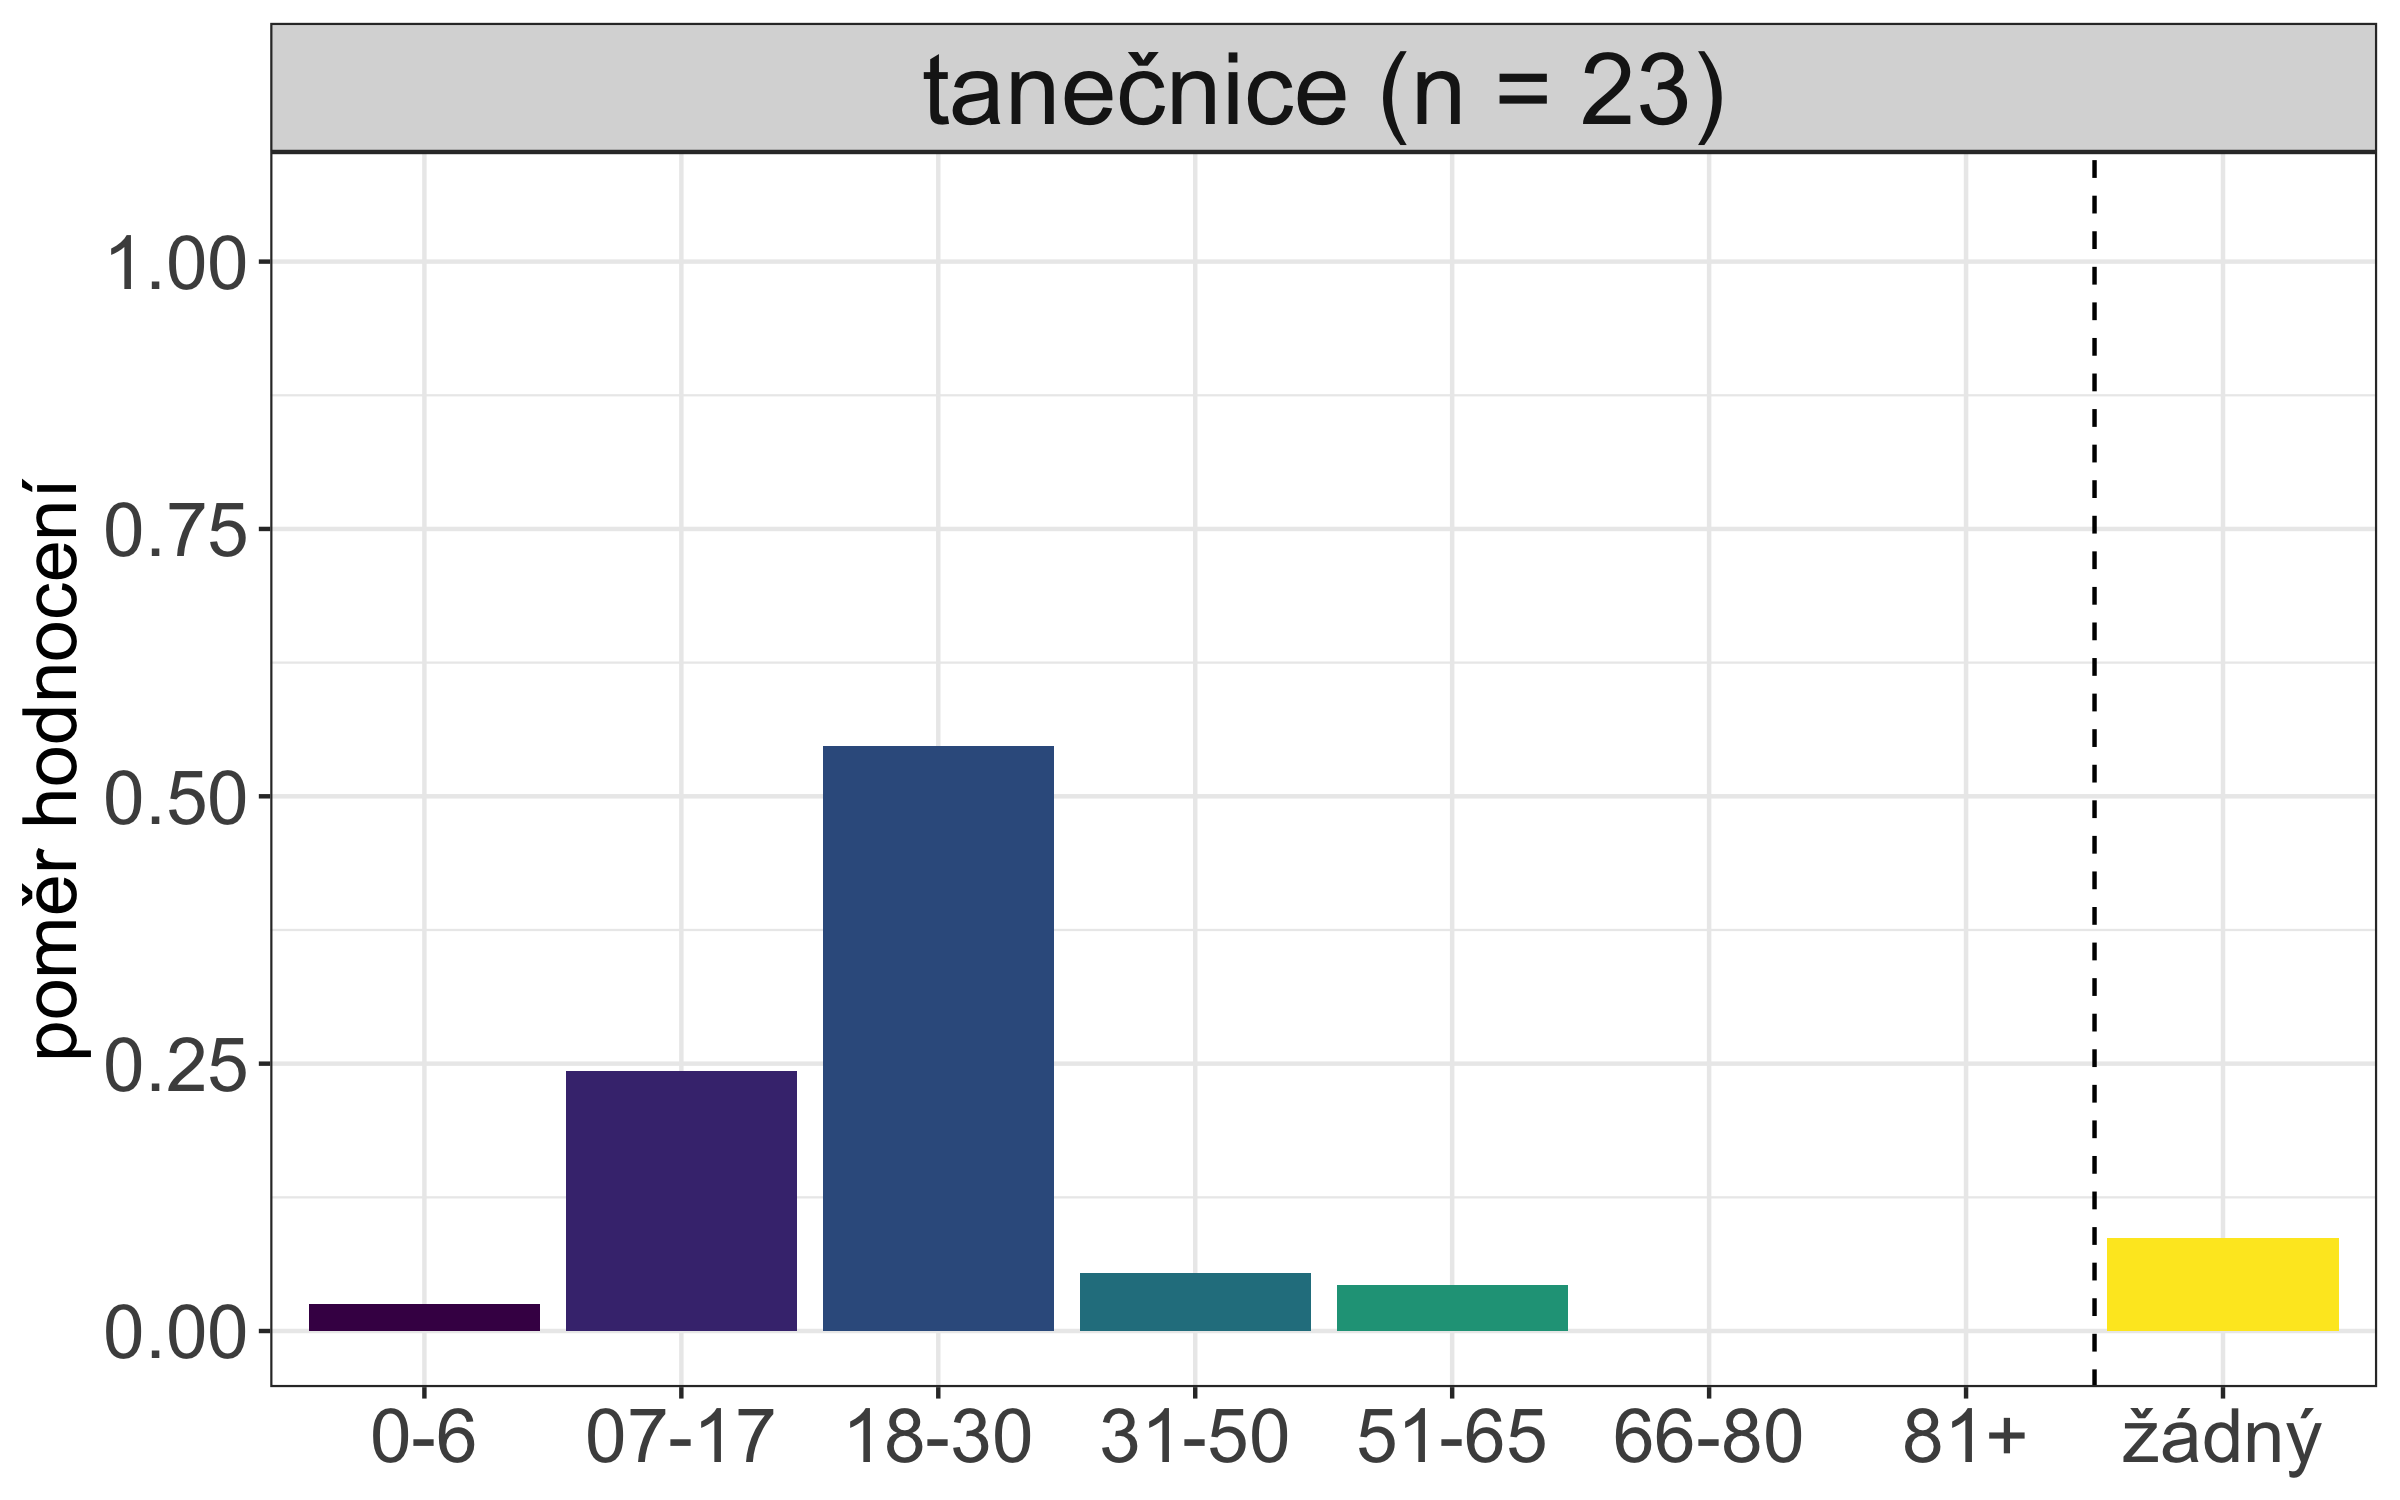 tanečnice (n = 23)
poměr hodnocení
1.00
0.75
0.50
0.25
0.00
0-6 07-17 18-30 31-50 51-65 66-80 81+ žádný